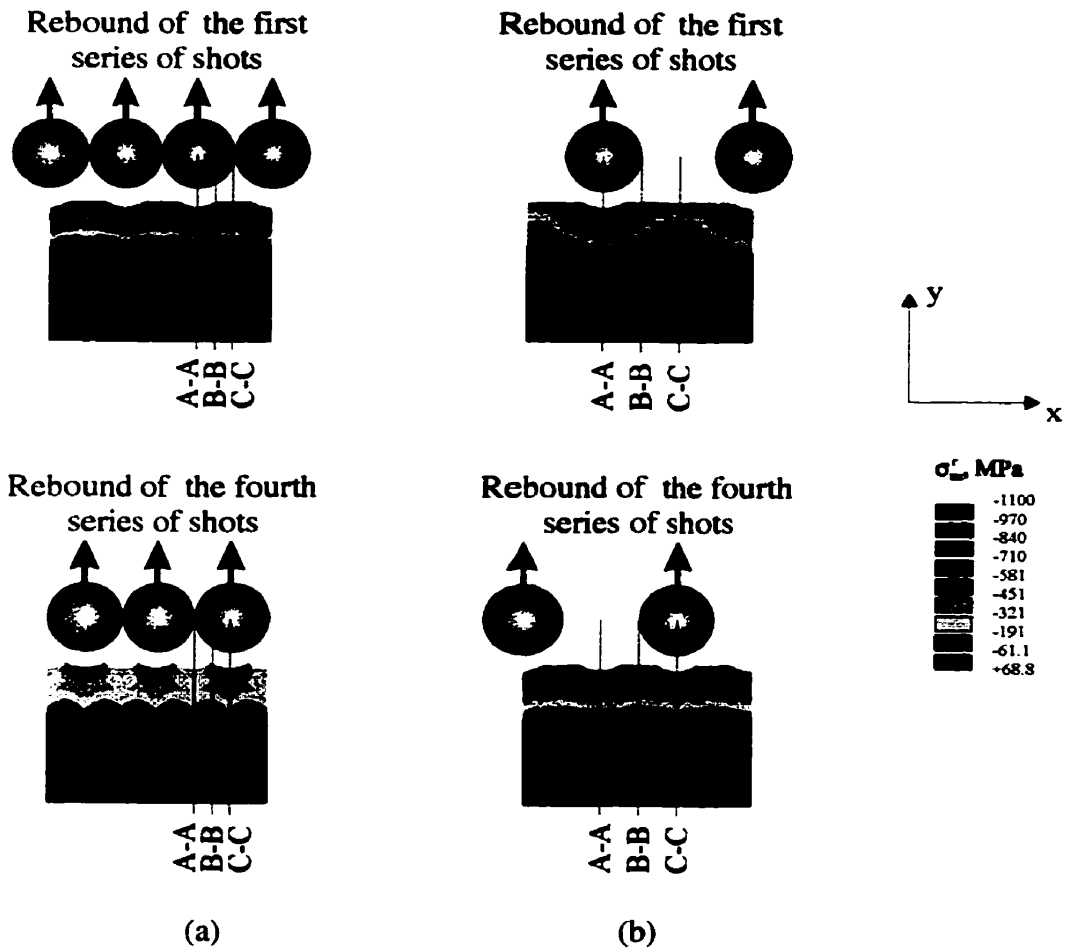 Rebound of the first
series of shots
Rebound of the first
series of shots
A-A
B-B
C-C
A-A
B-B
C-C
y
x
Rebound of the fourth
series of shots
Rebound of the fourth
series of shots
MPa
-1100
-970
-840
-710
-581
-451
-321
-191
-61.1
+68.8
A-A
B-B
C-C
A-A
B-B
C-C
(a)
(b)